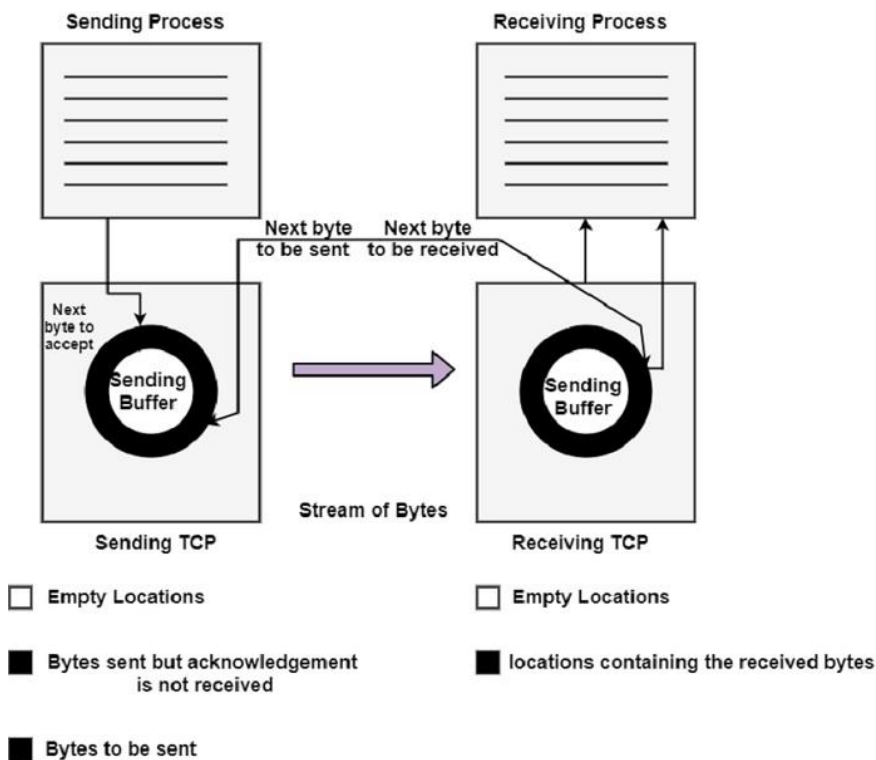 Sending Process
Receiving Process
Next byte
to be sent
Next byte
to be received
Next
byte to
accept
Sending
Buffer
Sending
Buffer
Stream of Bytes
Sending TCP
Receiving TCP
Empty Locations
Bytes sent but acknowledgement
is not received
Bytes to be sent
Empty Locations
locations containing the received bytes